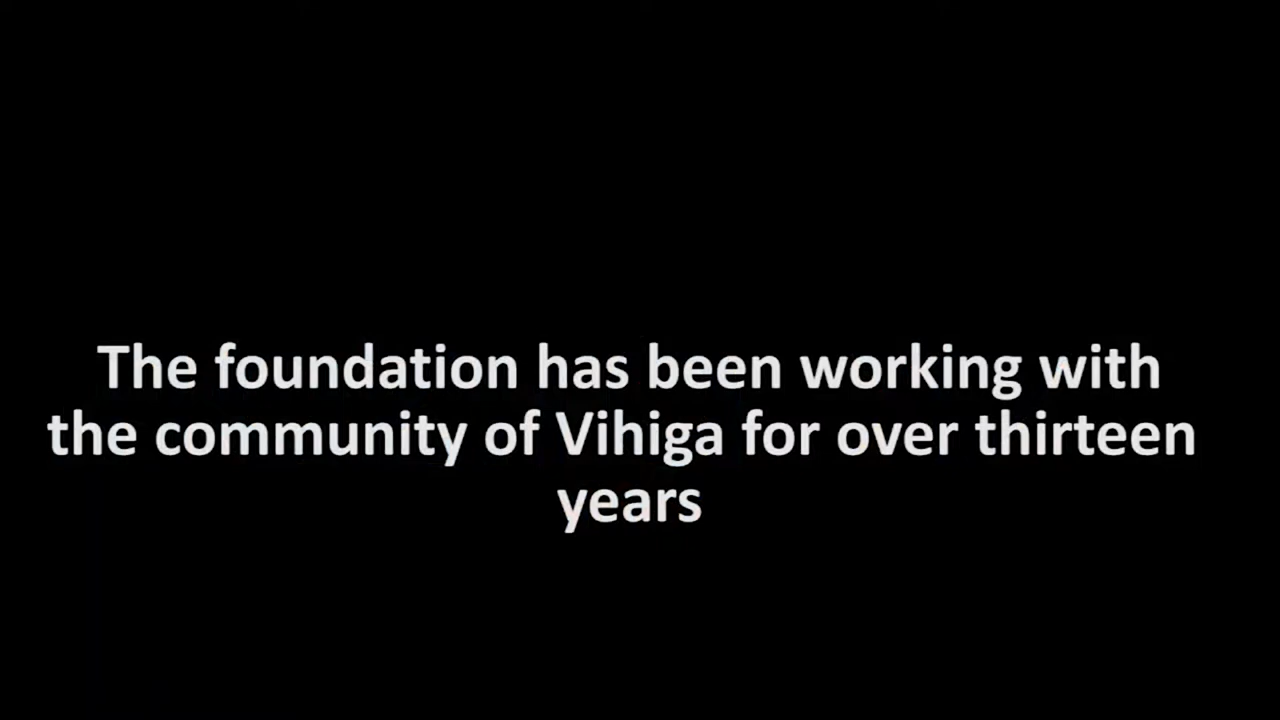 The foundation has been working with
the community of Vihiga for over thirteen
years